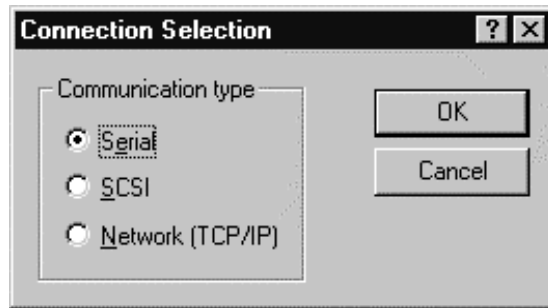 Connection Selection
Communication type
Serial
OK
SCSI
Cancel
Network (TCP/IP)